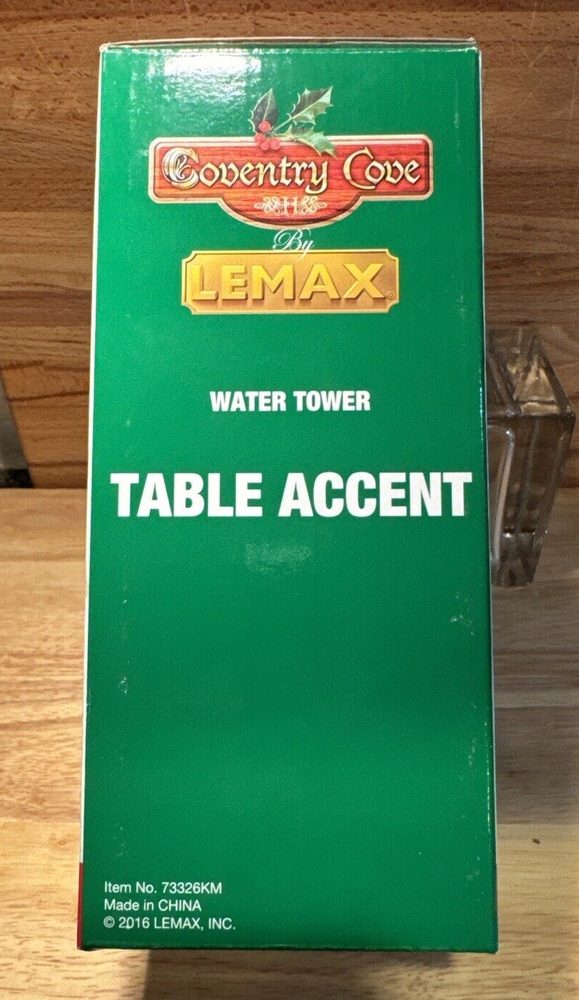 Coventry Cove
By
LEMAX®
WATER TOWER
TABLE ACCENT
Item No. 73326KM
Made in CHINA
© 2016 LEMAX, INC.